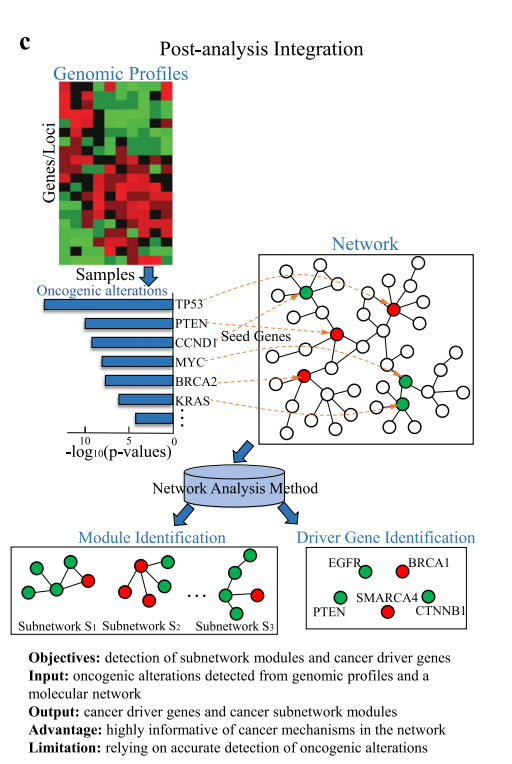 c
Post-analysis Integration
Genomic Profiles
Genes/Loci
Samples
Network
Oncogenic alterations
TP53
PTEN
CCND1
Seed Genes
MYC
BRCA2
KRAS
10 5 0
-log10(p-values)
Network Analysis Method
Module Identification
Driver Gene Identification
EGFR BRCA1
SMARCA4
PTEN CTNNB1
...
Subnetwork S1 Subnetwork S2 Subnetwork S3
Objectives: detection of subnetwork modules and cancer driver genes
Input: oncogenic alterations detected from genomic profiles and a
molecular network
Output: cancer driver genes and cancer subnetwork modules
Advantage: highly informative of cancer mechanisms in the network
Limitation: relying on accurate detection of oncogenic alterations